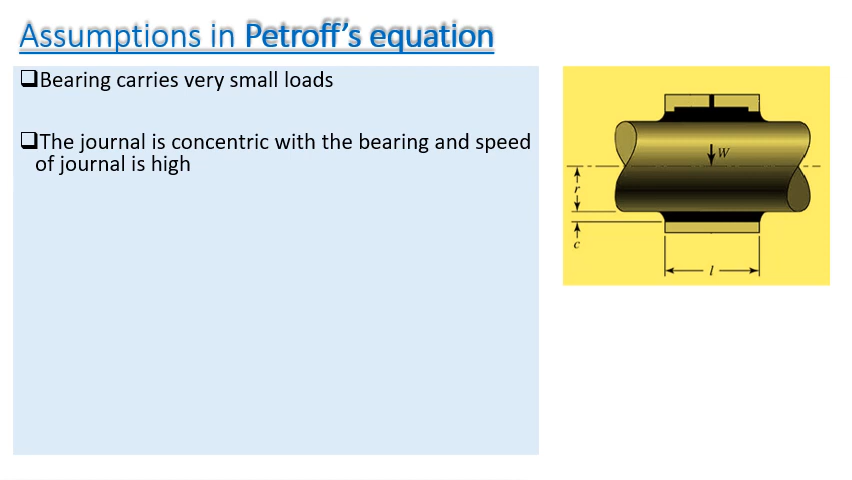 Assumptions in Petroff's equation
❑Bearing carries very small loads
❑The journal is concentric with the bearing and speed
of journal is high
W
r
c
l